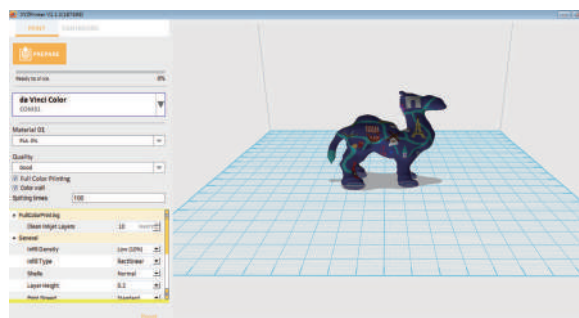 PRINT
PREPARE
Ready to slice
0%
da Vinci Color
Material 01
Quality
Good
Full Color Printing
Color wall
Spitting times
100
FullColorPrinting
Clean Inkjet Layers
10
General
Infill Density
Low (10%)
Infill Type
Rectilinear
Shells
Normal
Layer Height
0.2
Print Speed
Standard